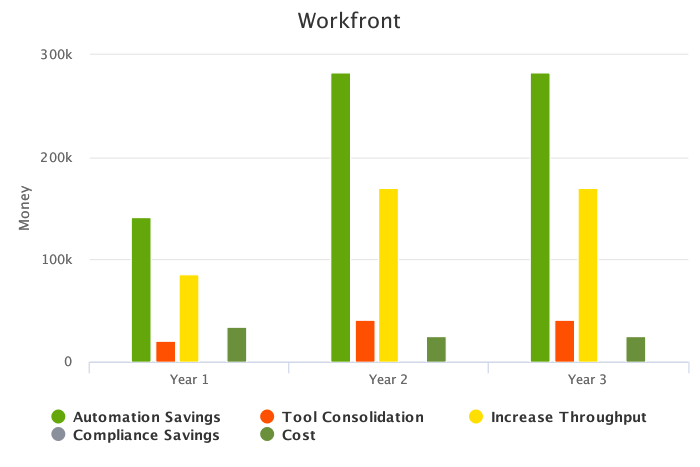 Workfront
300k
200k
100k
0
Money
Year 1 Year 2 Year 3
Automation Savings Tool Consolidation Increase Throughput
Compliance Savings Cost